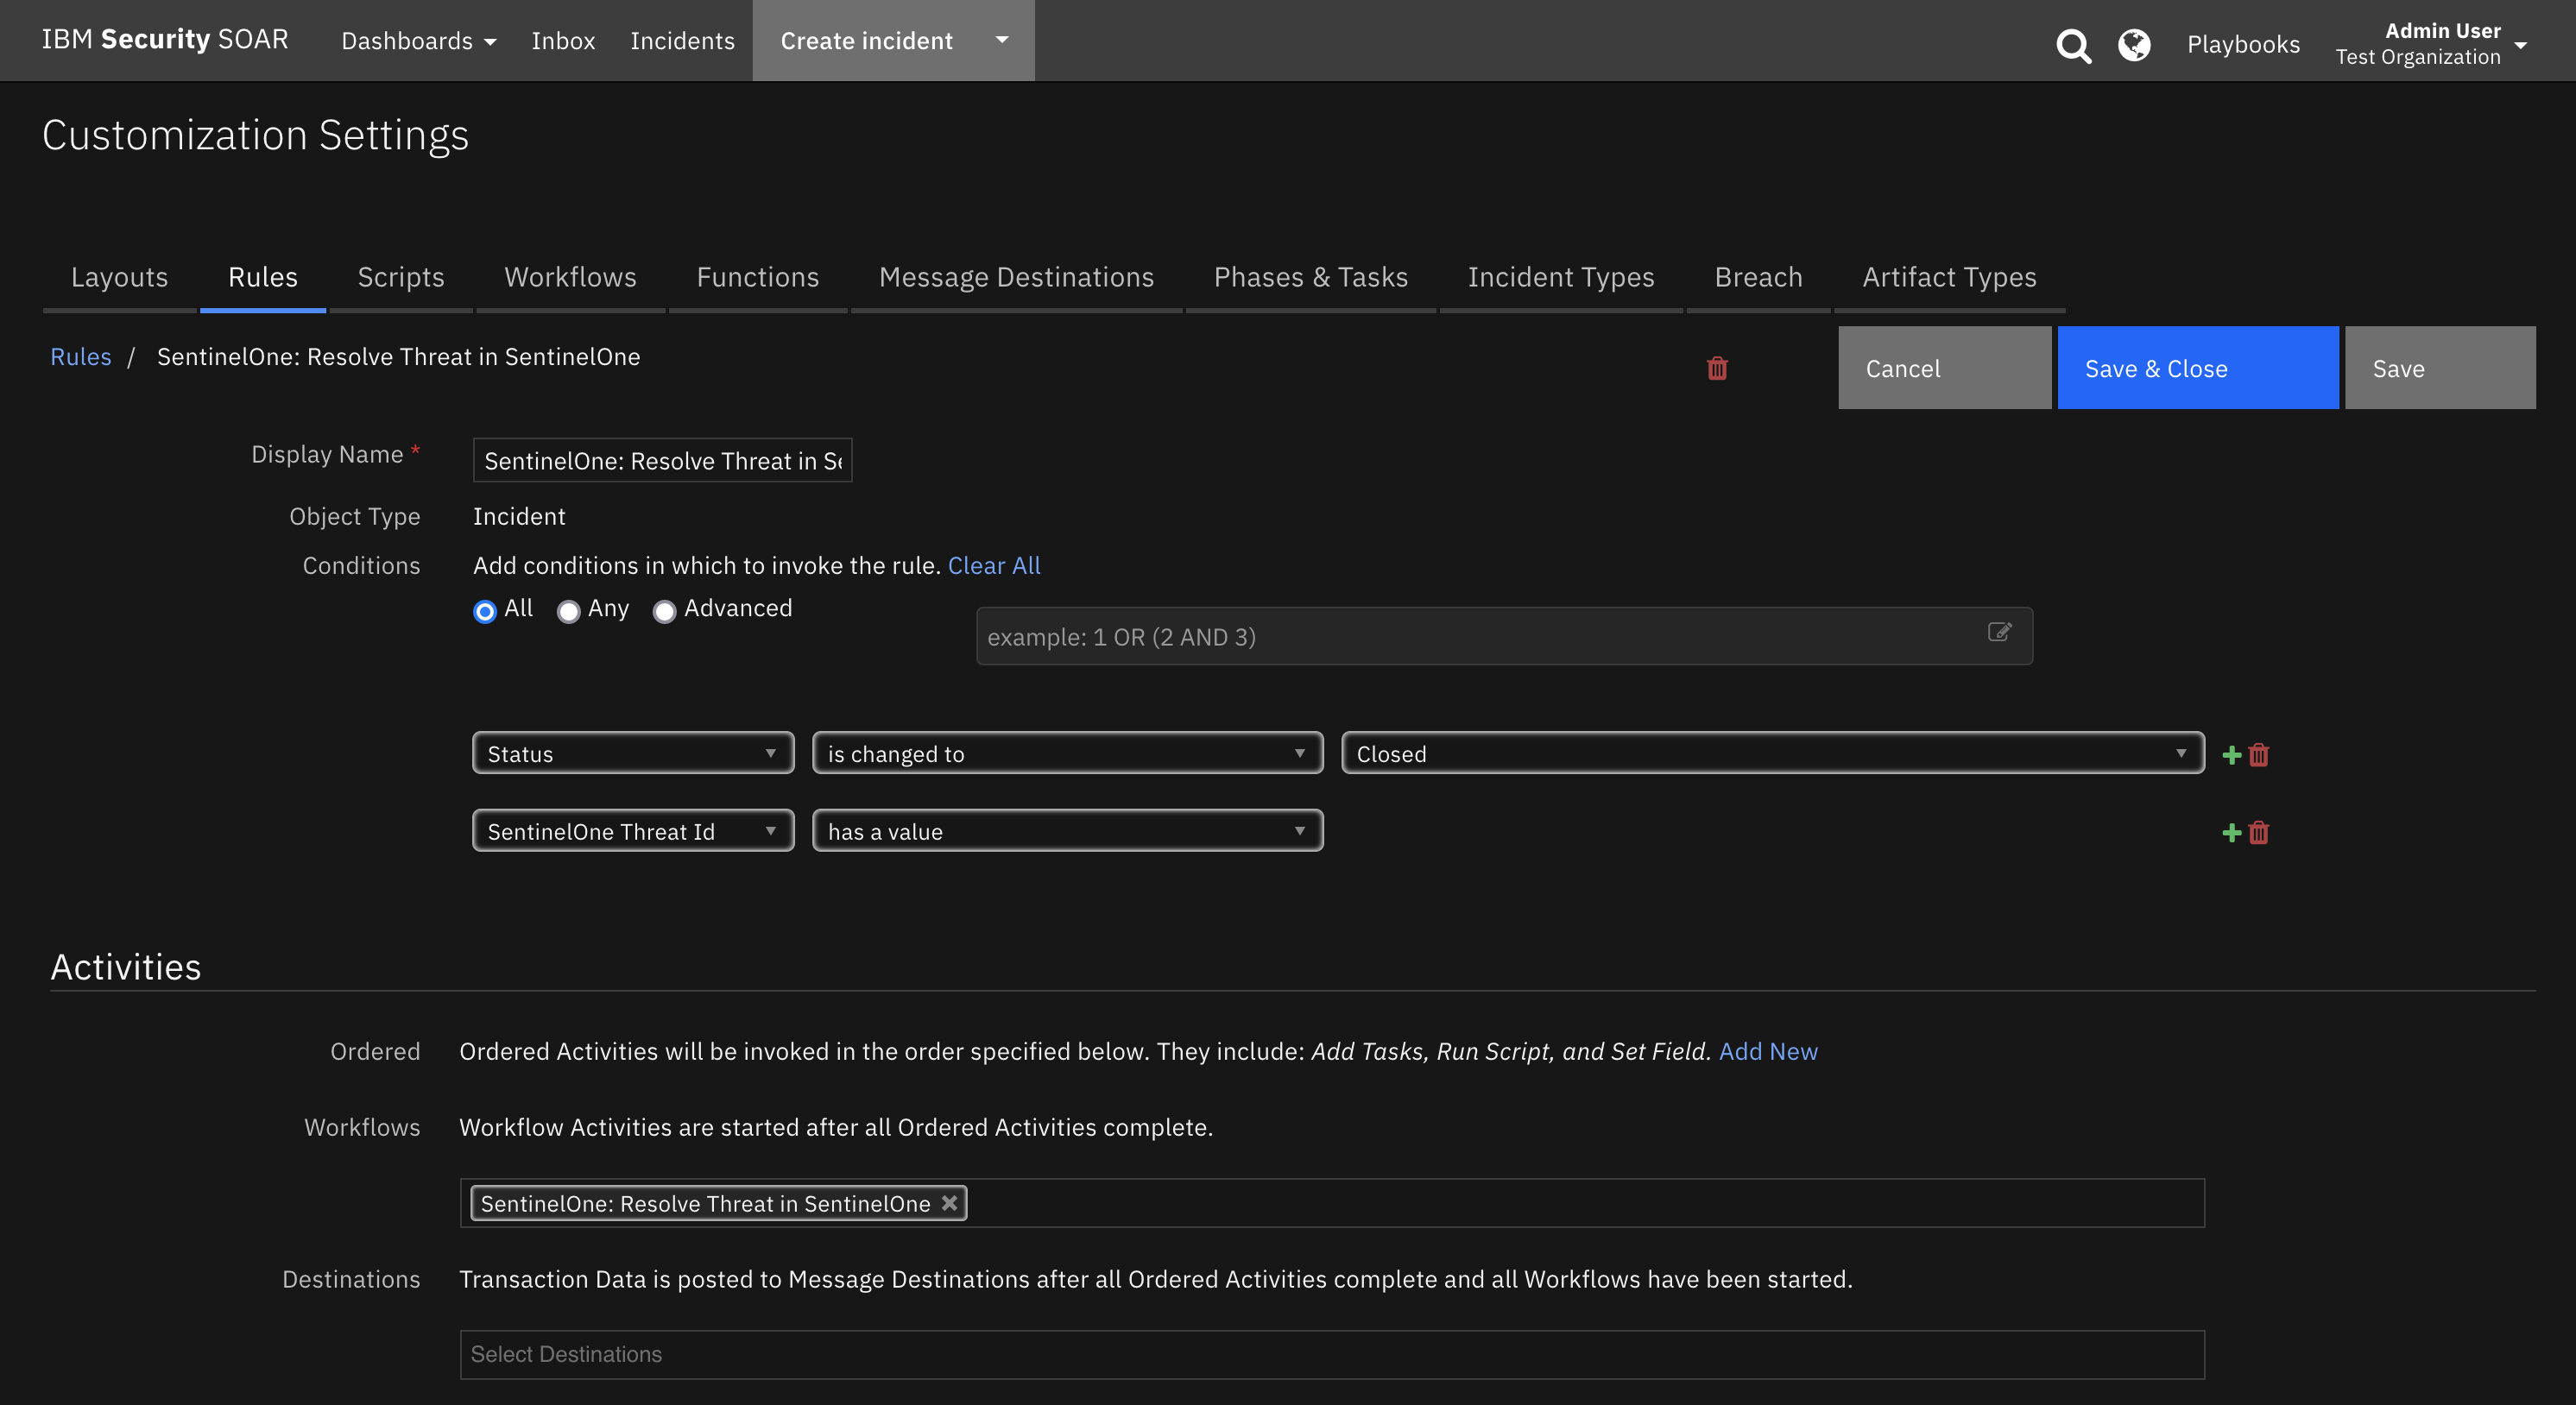 IBM Security SOAR Dashboards Inbox Incidents Create incident Playbooks Admin User
Test Organization
Customization Settings
Layouts Rules Scripts Workflows Functions Message Destinations Phases & Tasks Incident Types Breach Artifact Types
Rules / SentinelOne: Resolve Threat in SentinelOne Cancel Save & Close Save
Display Name * SentinelOne: Resolve Threat in Se
Object Type Incident
Conditions Add conditions in which to invoke the rule. Clear All
All Any Advanced
example: 1 OR (2 AND 3)
Status is changed to Closed
SentinelOne Threat Id has a value
Activities
Ordered Ordered Activities will be invoked in the order specified below. They include: Add Tasks, Run Script, and Set Field. Add New
Workflows Workflow Activities are started after all Ordered Activities complete.
SentinelOne: Resolve Threat in SentinelOne
Destinations Transaction Data is posted to Message Destinations after all Ordered Activities complete and all Workflows have been started.
Select Destinations